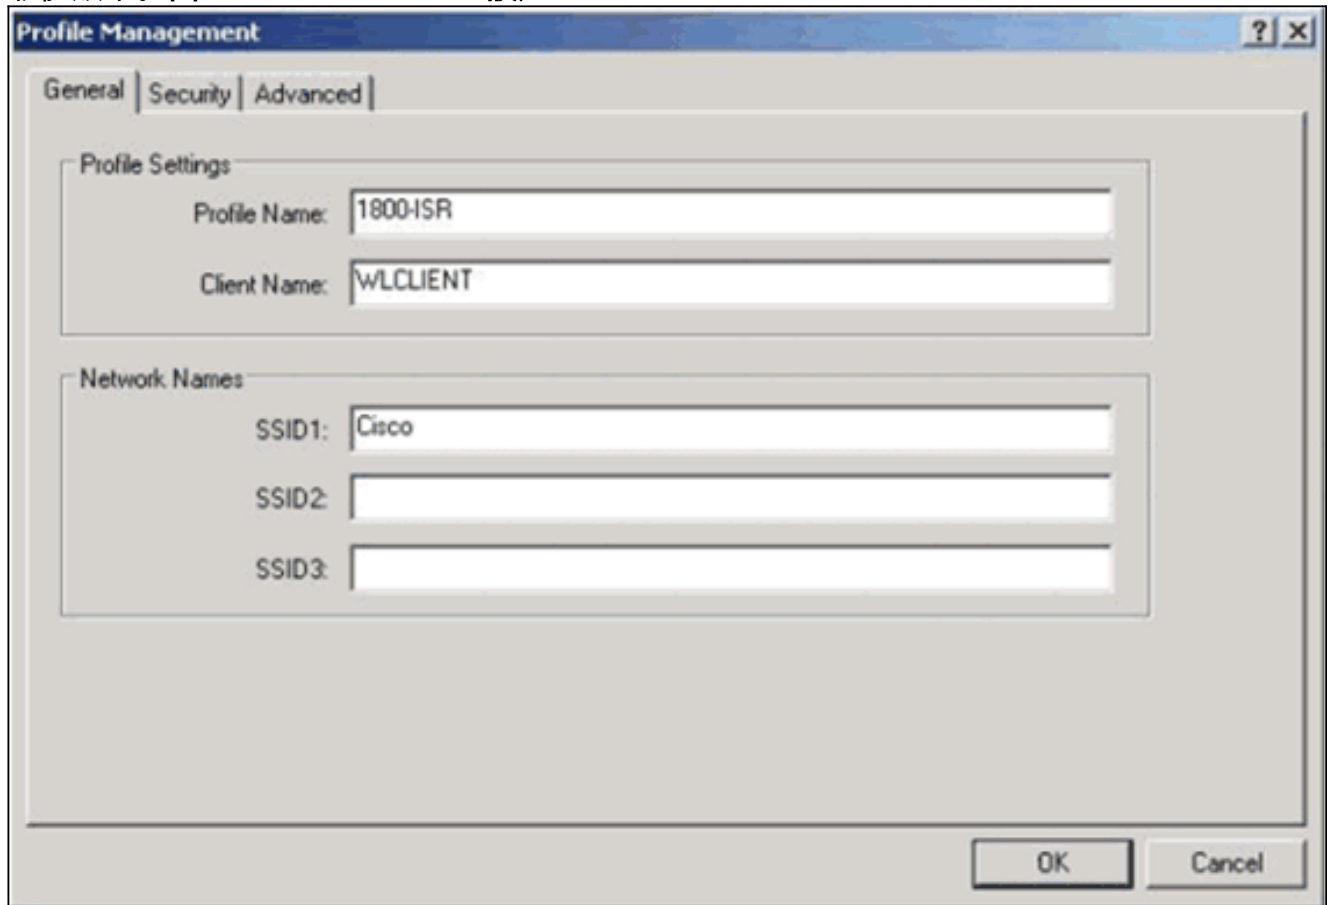 Profile Management
General Security Advanced
Profile Settings
Profile Name: 1800-ISR
Client Name: WLCLIENT
Network Names
SSID1: Cisco
SSID2:
SSID3:
OK Cancel